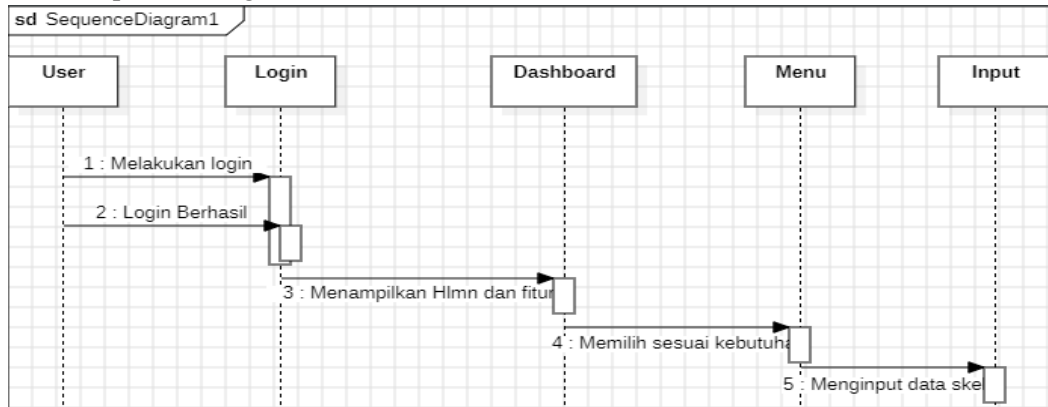 sd SequenceDiagram1
User
Login
Dashboard
Menu
Input
1 : Melakukan login
2 : Login Berhasil
3 : Menampilkan Hlmn dan fitur
4 : Memilih sesuai kebutuha
5 : Menginput data ske